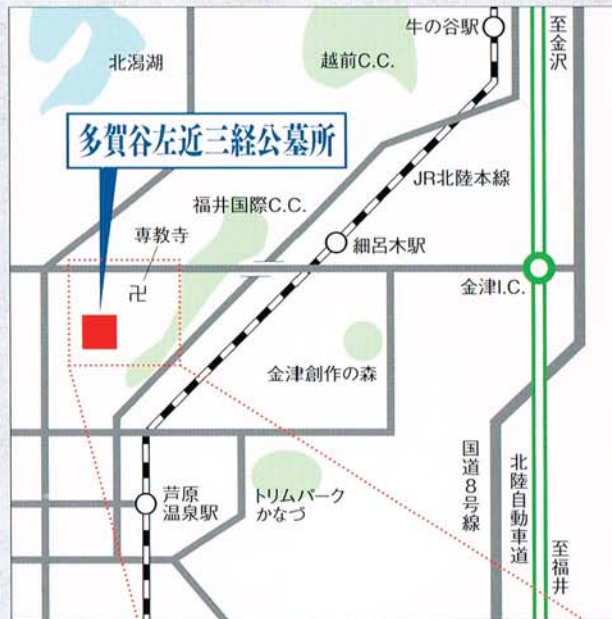 牛の谷駅
至金沢
北潟湖
越前C.C.
多賀谷左近三経公墓所
JR北陸本線
福井国際C.C.
専教寺
細呂木駅
卍
金津I.C.
金津創作の森
国道8号線
北陸自動車道
芦原
温泉駅
トリムパーク
かなづ
至福井